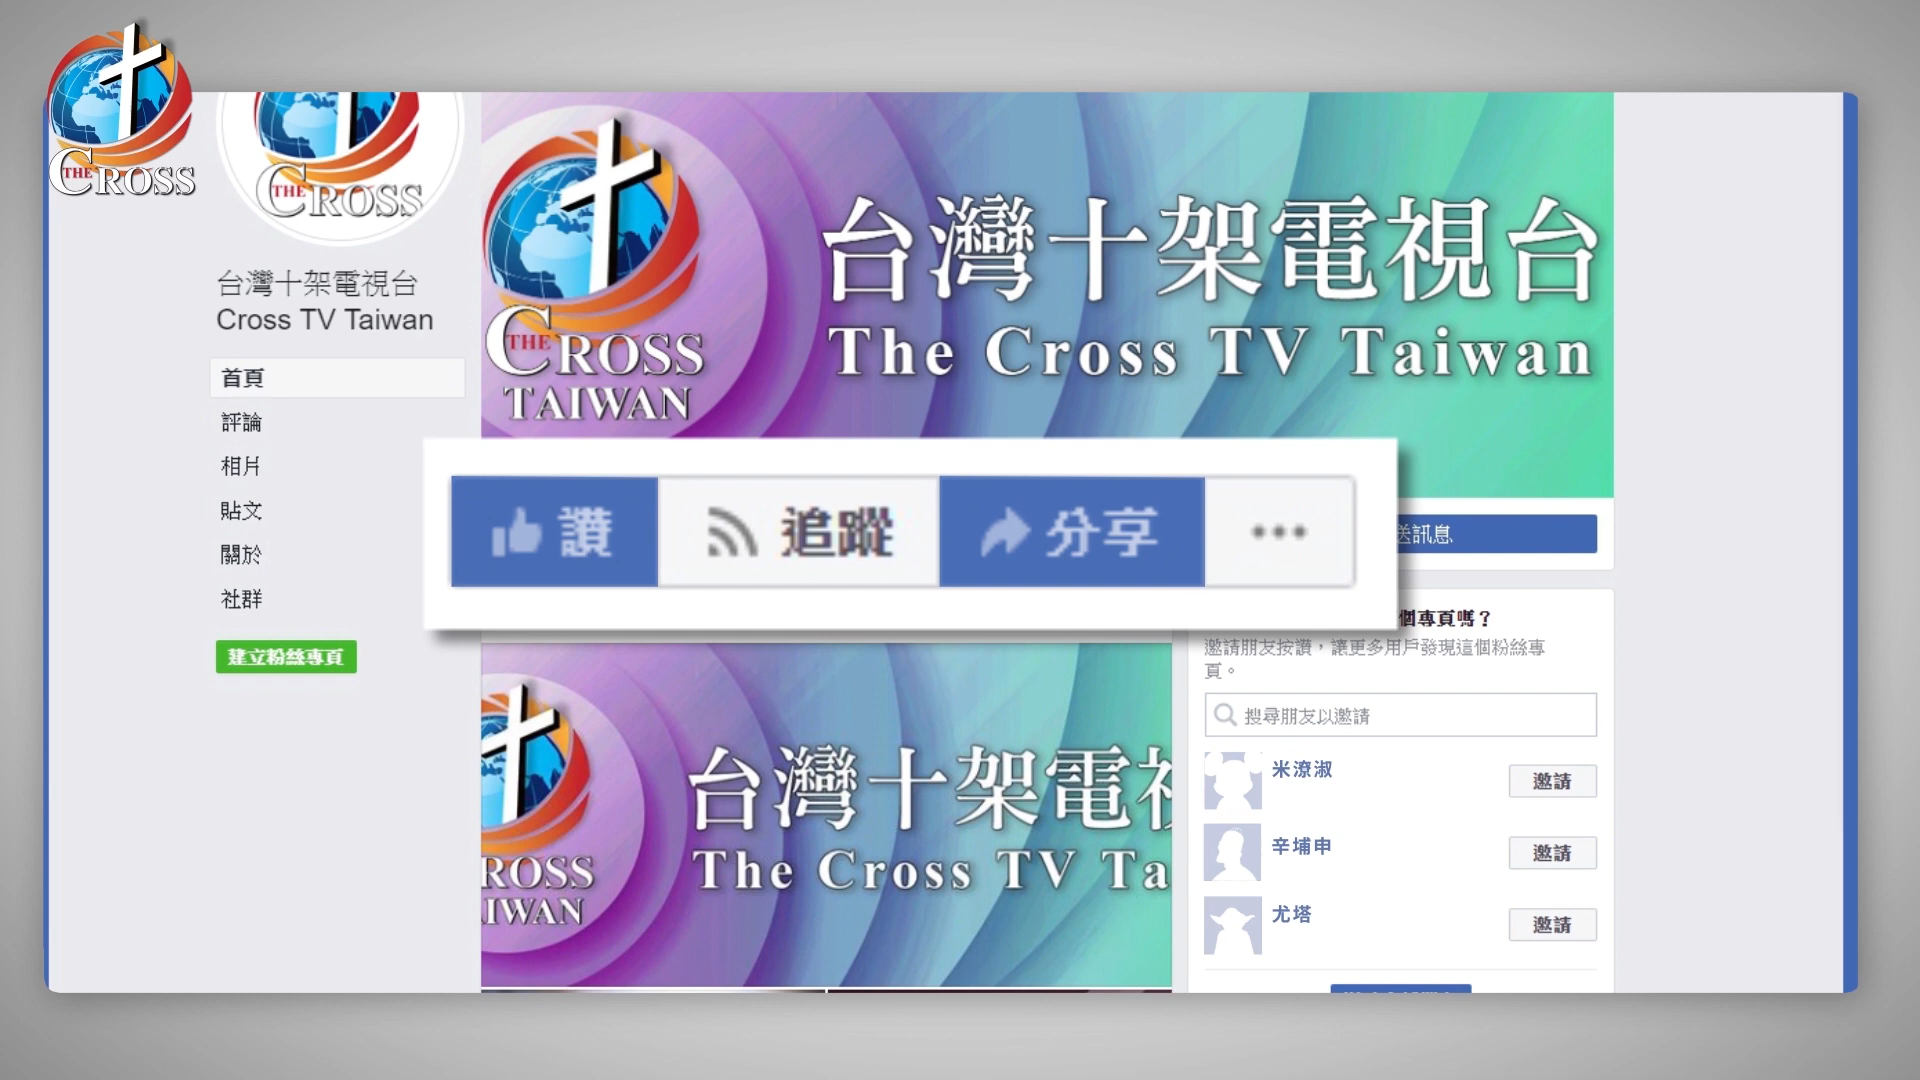 THE CROSS
THE CROSS
台灣十架電視台
Cross TV Taiwan
首頁
評論
相片
貼文
關於
社群
建立粉絲專頁
THE CROSS
TAIWAN
台灣十架電視台
The Cross TV Taiwan
讚
追蹤
分享
送訊息
個專頁嗎？
邀請朋友按讚，讓更多用戶發現這個粉絲專
頁。
搜尋朋友以邀請
米潦淑
邀請
辛埔申
邀請
尤塔
邀請
ROSS
IWAN
台灣十架電視
The Cross TV Ta